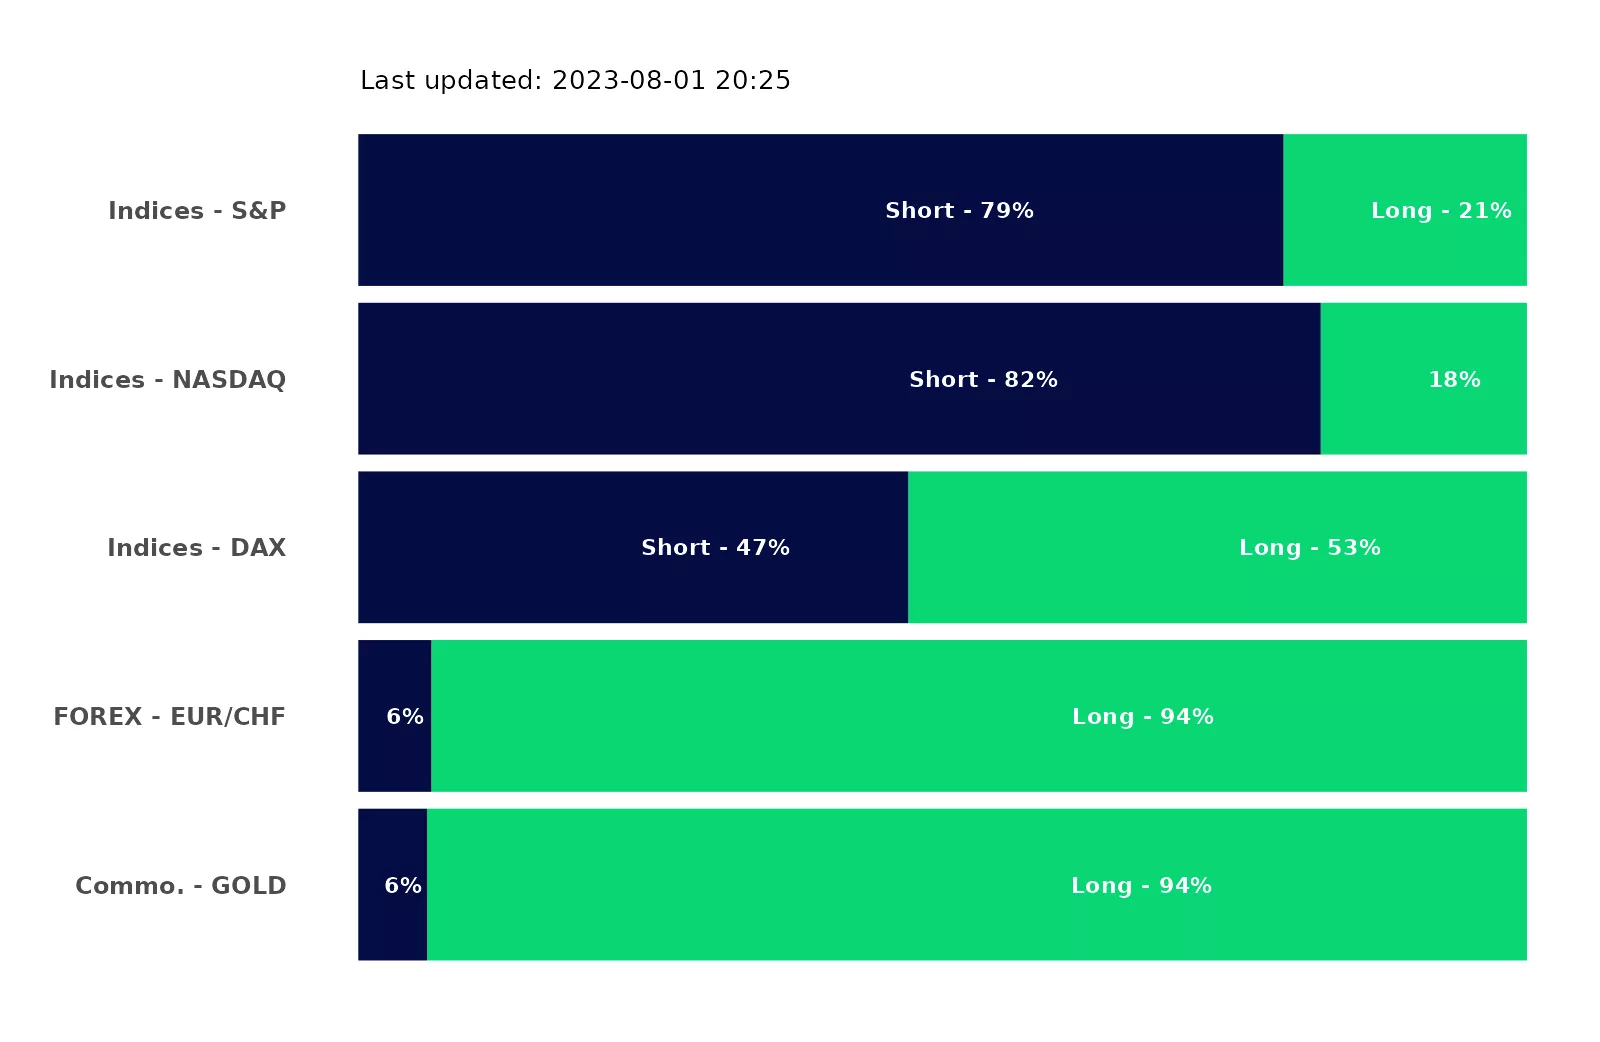 Last updated: 2023-08-01 20:25
Indices - S&P Short - 79% Long - 21%
Indices - NASDAQ Short - 82% 18%
Indices - DAX Short - 47% Long - 53%
FOREX - EUR/CHF 6% Long - 94%
Commo. - GOLD 6% Long - 94%